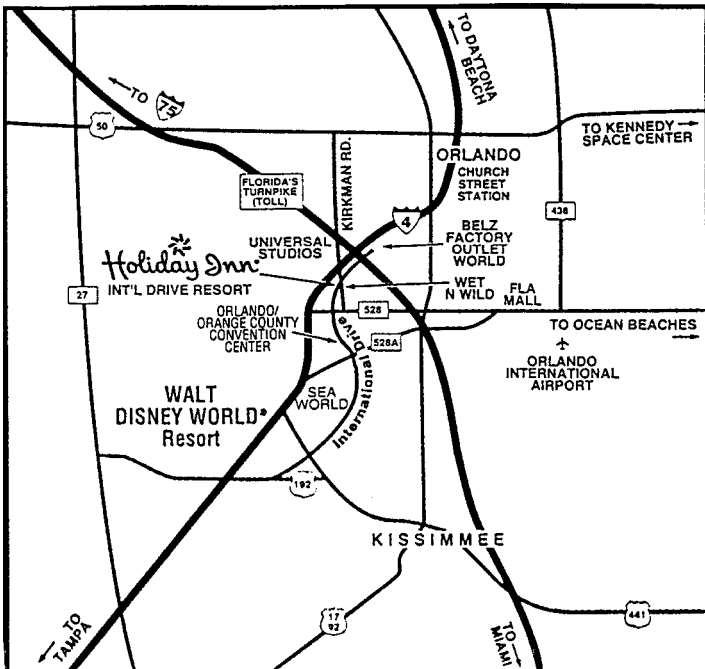 TO DAYTONA
BEACH
TO
75
50
TO KENNEDY
SPACE CENTER
KIRKMAN RD.
ORLANDO
CHURCH
STREET
STATION
FLORIDA'S
TURNPIKE
(TOLL)
4
436
UNIVERSAL
STUDIOS
BELZ
FACTORY
OUTLET
WORLD
Holiday Inn
INT'L DRIVE RESORT
WET
N WILD
FLA
MALL
27
528
ORLANDO/
ORANGE COUNTY
CONVENTION
CENTER
TO OCEAN BEACHES
528A
ORLANDO
INTERNATIONAL
AIRPORT
International Drive
WALT
DISNEY WORLD®
Resort
SEA
WORLD
192
KISSIMMEE
17
92
441
TO
TAMPA
TO
MIAMI